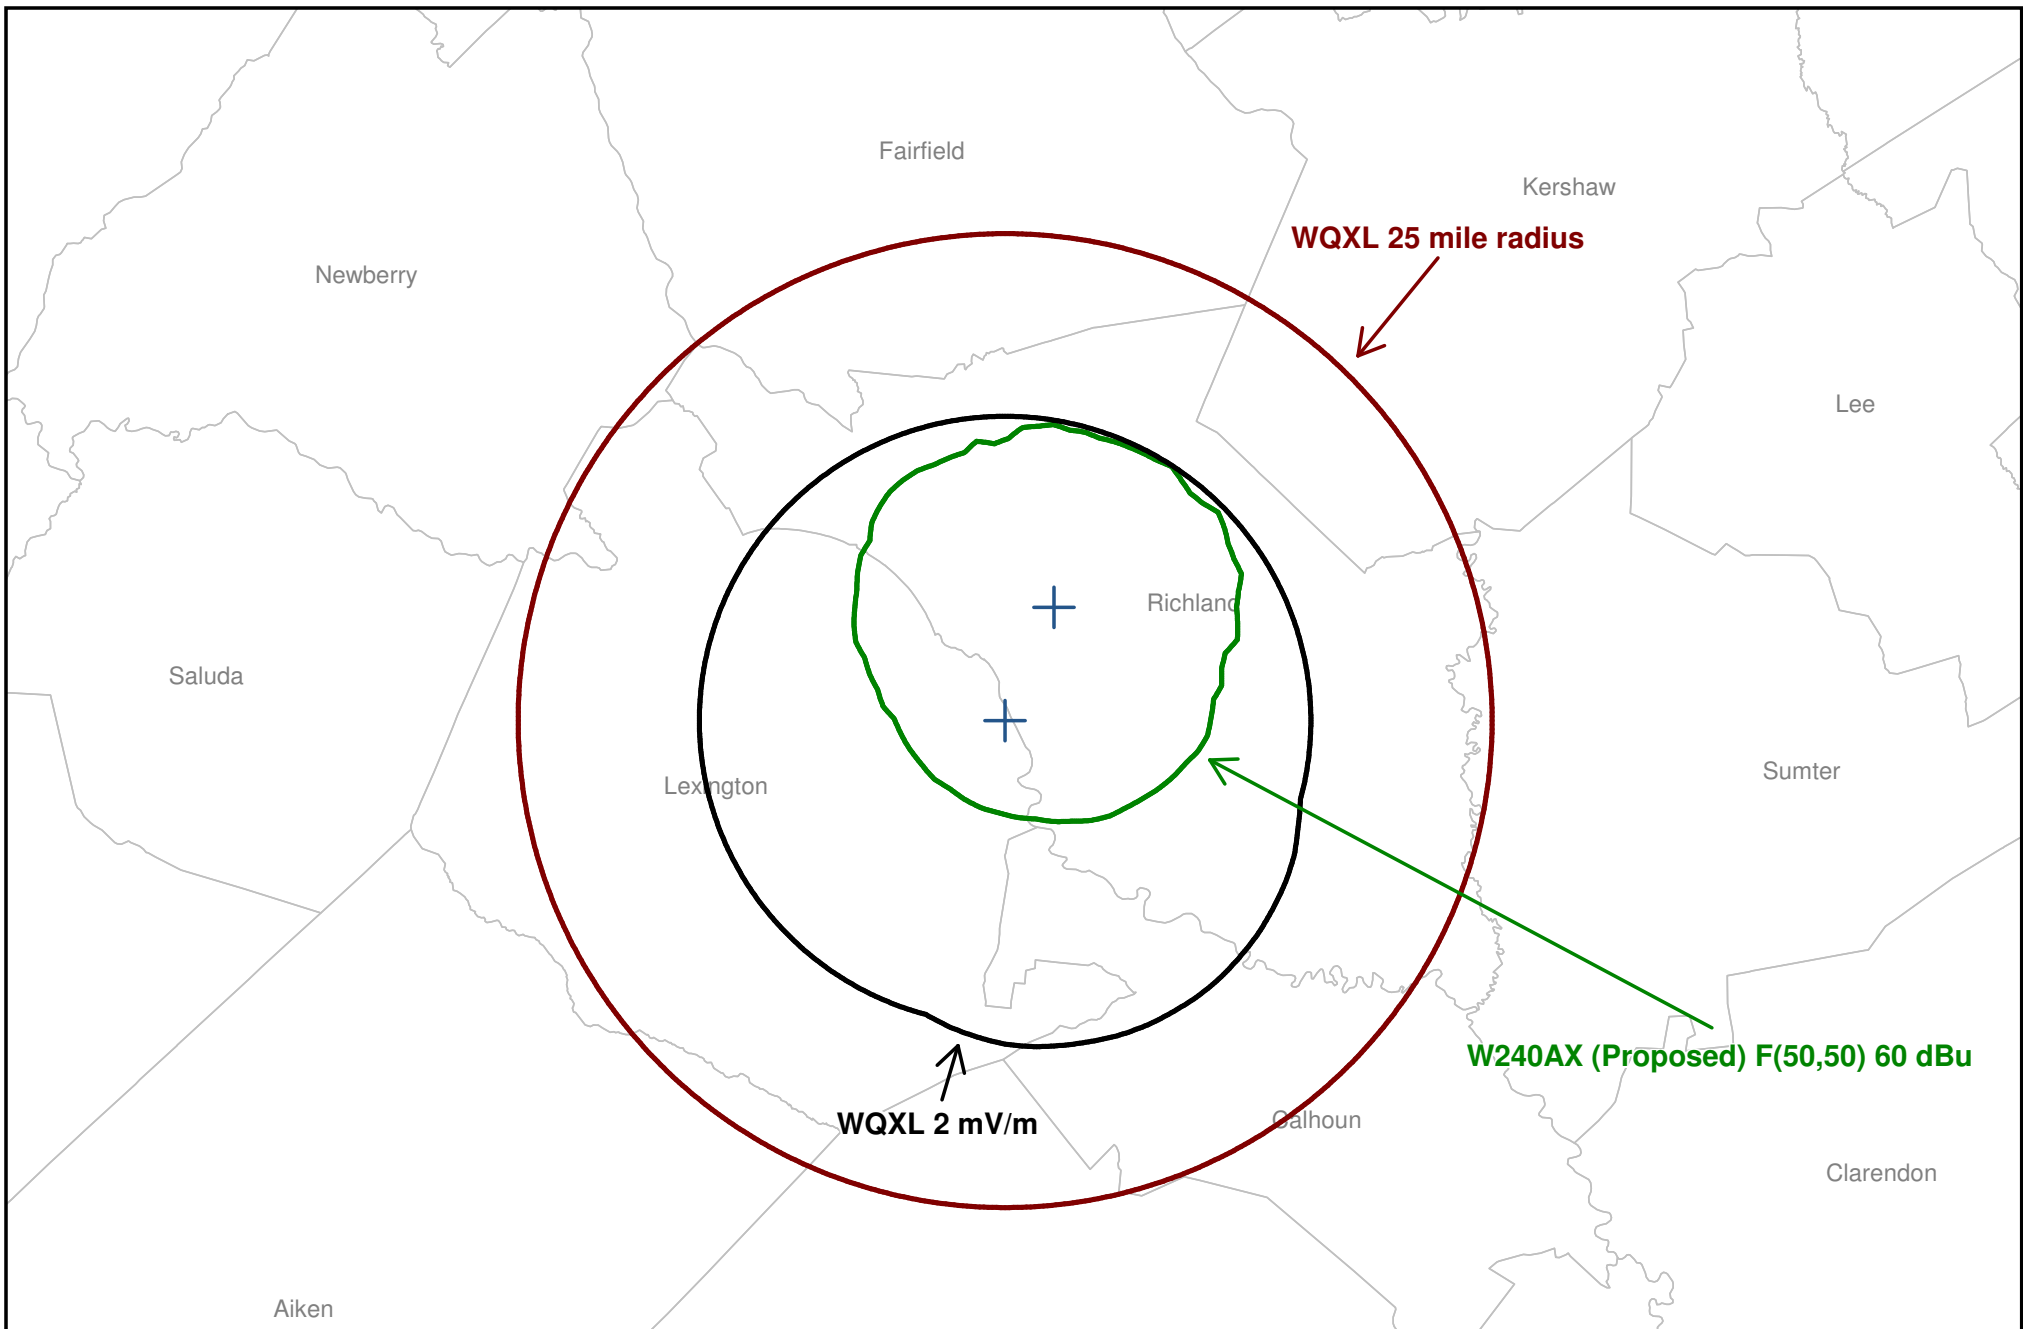 Fairfield
Kershaw
WQXL 25 mile radius
Newberry
Lee
Richland
Saluda
Sumter
Lexington
W240AX (Proposed) F(50,50) 60 dBu
WQXL 2 mV/m
Calhoun
Clarendon
Aiken